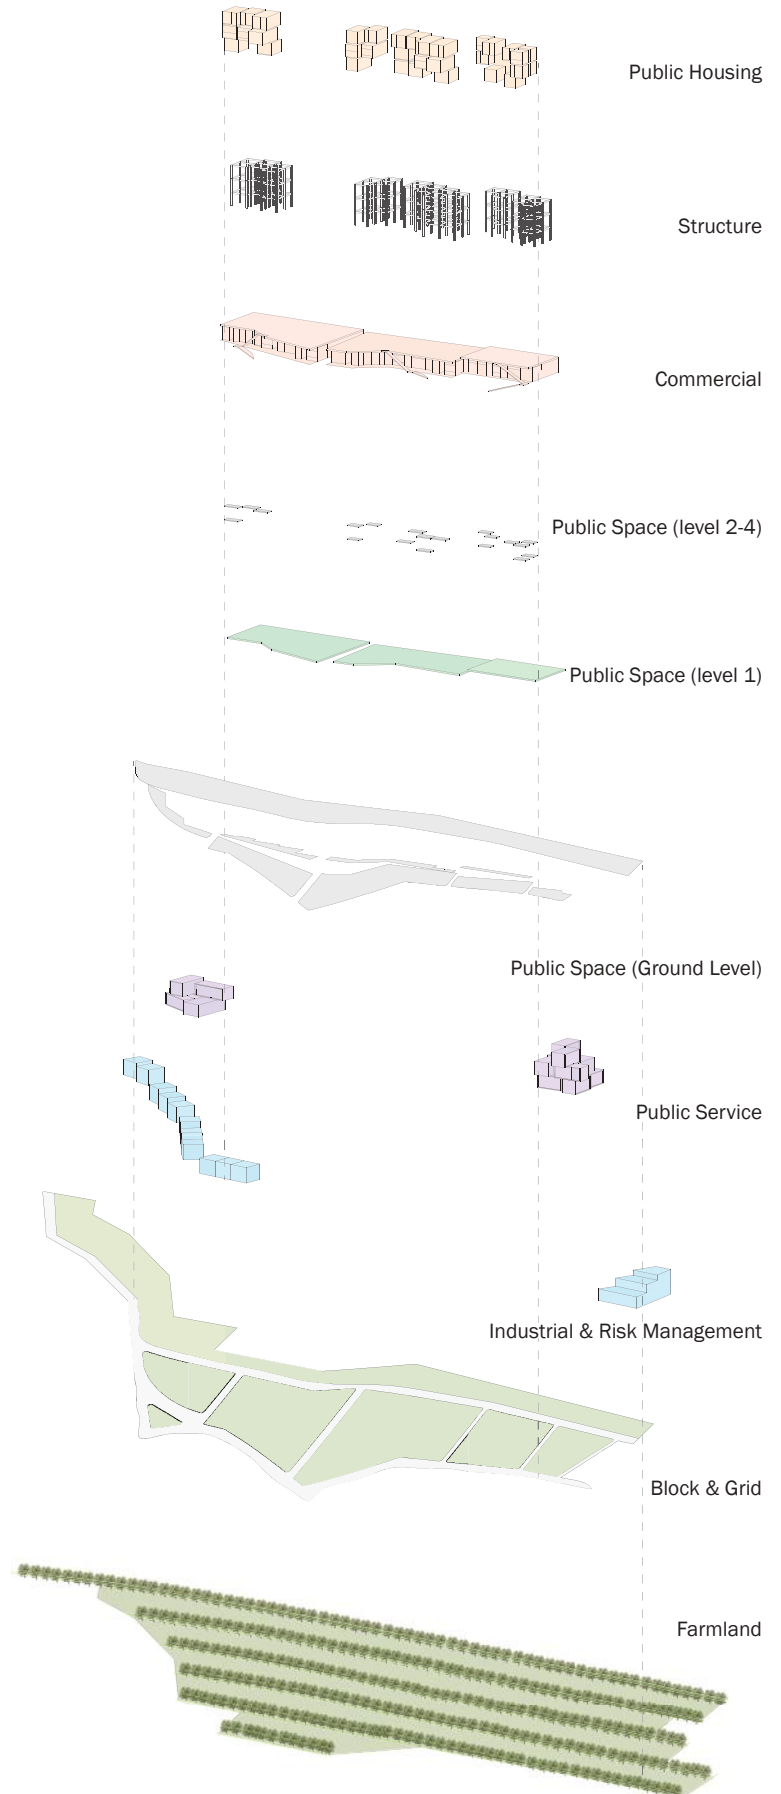 Public Housing
Structure
Commercial
Public Space (level 2-4)
Public Space (level 1)
Public Space (Ground Level)
Public Service
Industrial & Risk Management
Block & Grid
Farmland